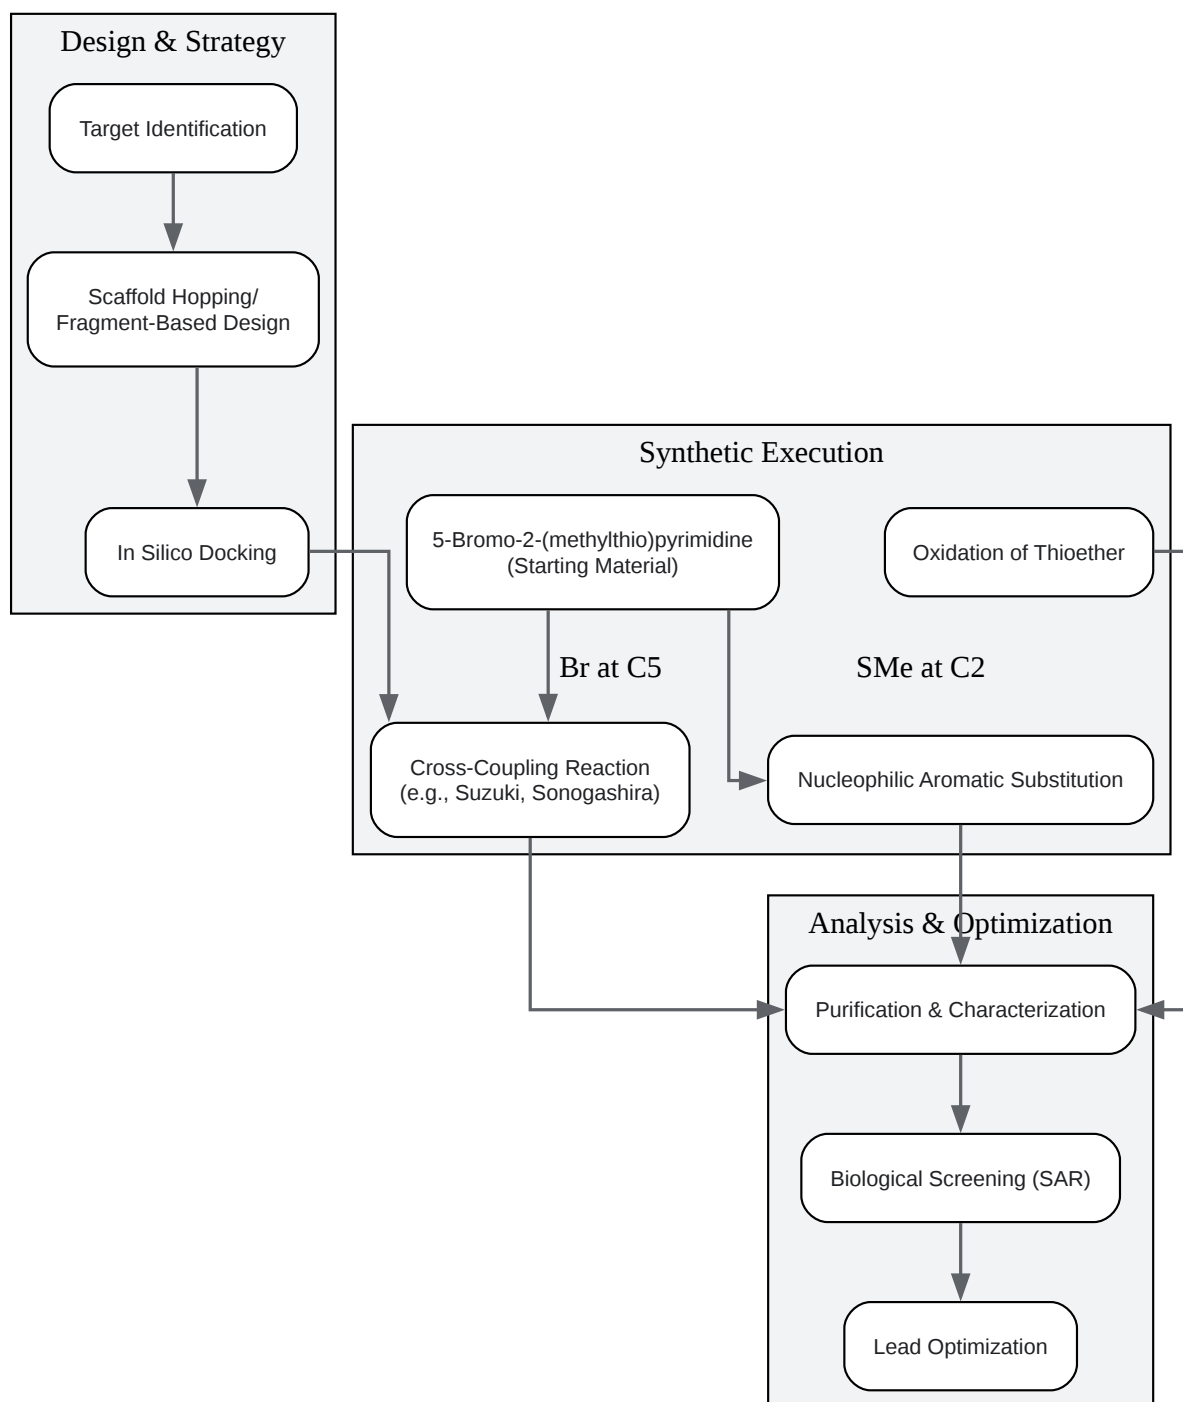 Design & Strategy
Target Identification
Scaffold Hopping/
Fragment-Based Design
In Silico Docking
Synthetic Execution
5-Bromo-2-(methylthio)pyrimidine
(Starting Material)
Oxidation of Thioether
Br at C5
SMe at C2
Cross-Coupling Reaction
(e.g., Suzuki, Sonogashira)
Nucleophilic Aromatic Substitution
Analysis & Optimization
Purification & Characterization
Biological Screening (SAR)
Lead Optimization